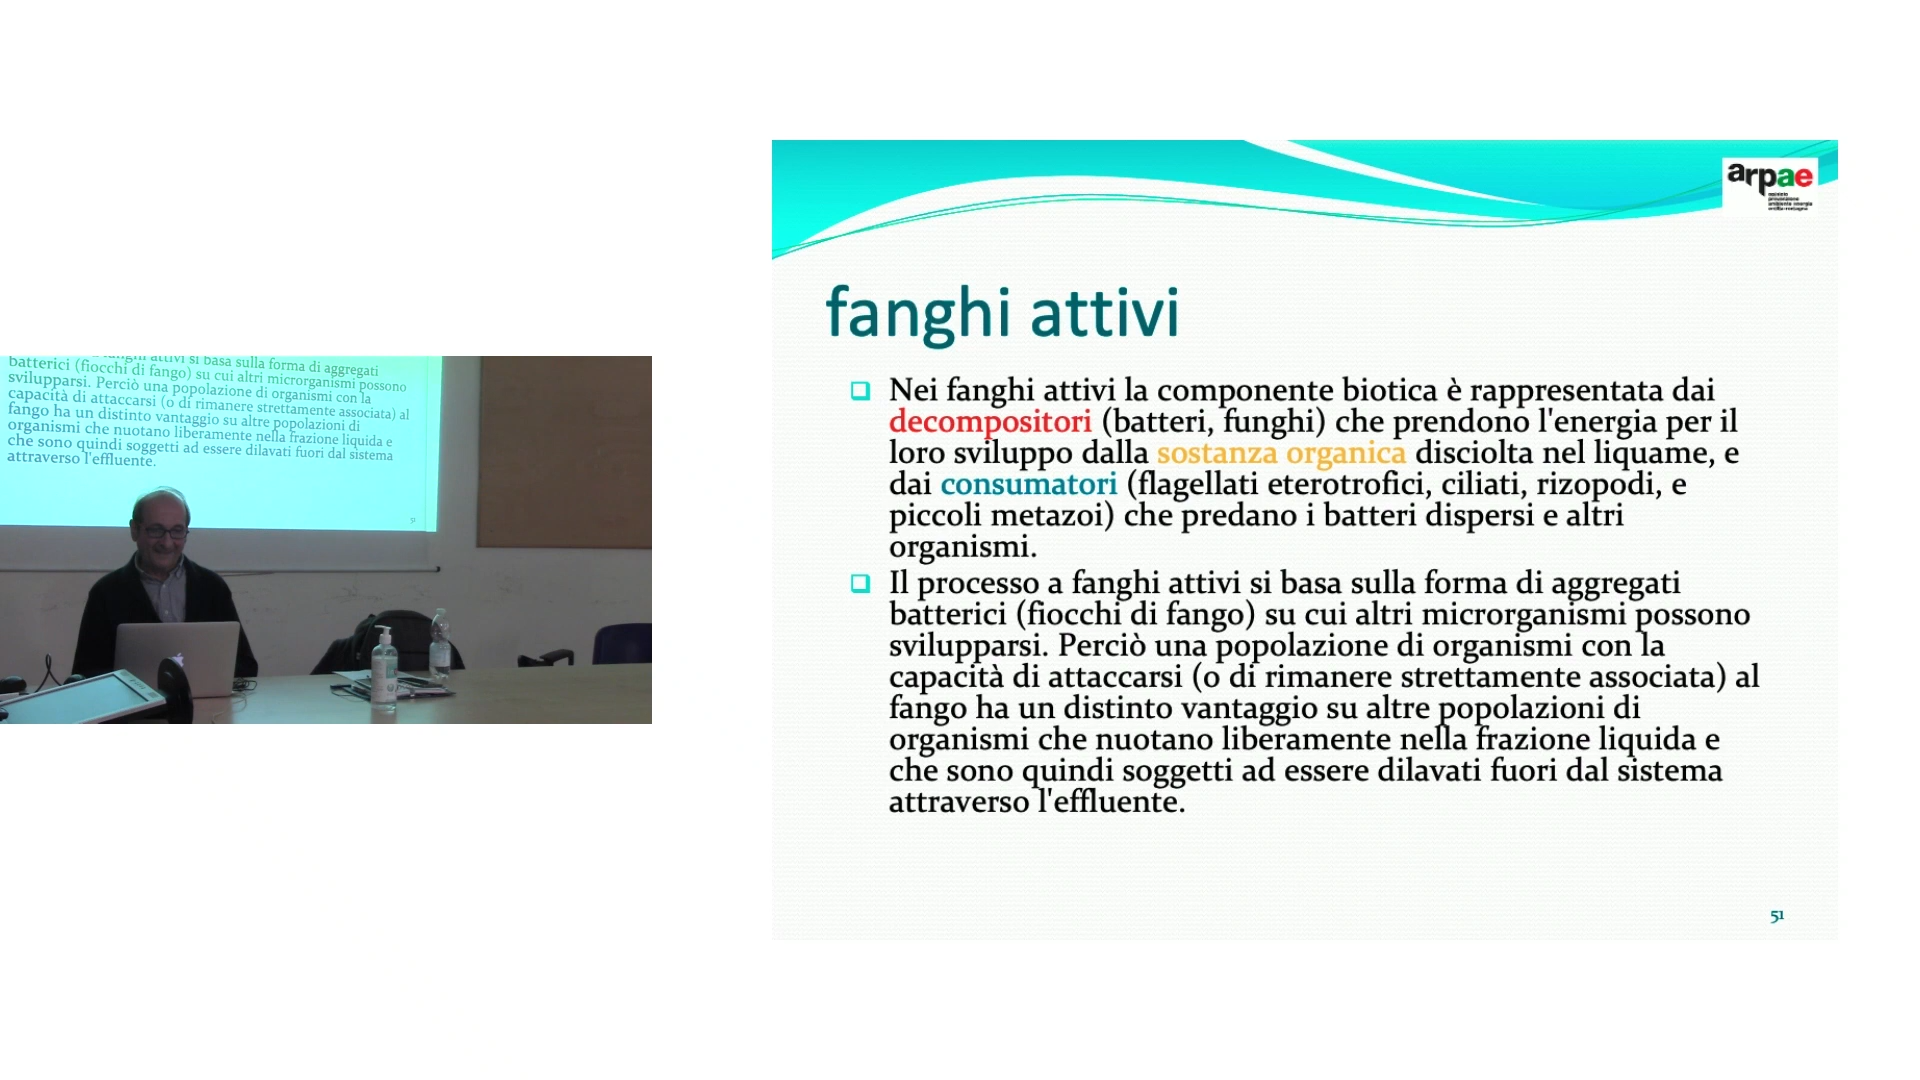 batterici (fiocchi di fango) su cui altri microrganismi possono
svilupparsi. Perciò una popolazione di organismi con la
capacità di attaccarsi (o di rimanere strettamente associata) al
fango ha un distinto vantaggio su altre popolazioni di
organismi che nuotano liberamente nella frazione liquida e
che sono quindi soggetti ad essere dilavati fuori dal sistema
attraverso l'effluente.
51
arpae
fanghi attivi
Nei fanghi attivi la componente biotica è rappresentata dai
decompositori (batteri, funghi) che prendono l'energia per il
loro sviluppo dalla sostanza organica disciolta nel liquame, e
dai consumatori (flagellati eterotrofici, ciliati, rizopodi, e
piccoli metazoi) che predano i batteri dispersi e altri
organismi.
Il processo a fanghi attivi si basa sulla forma di aggregati
batterici (fiocchi di fango) su cui altri microrganismi possono
svilupparsi. Perciò una popolazione di organismi con la
capacità di attaccarsi (o di rimanere strettamente associata) al
fango ha un distinto vantaggio su altre popolazioni di
organismi che nuotano liberamente nella frazione liquida e
che sono quindi soggetti ad essere dilavati fuori dal sistema
attraverso l'effluente.
51